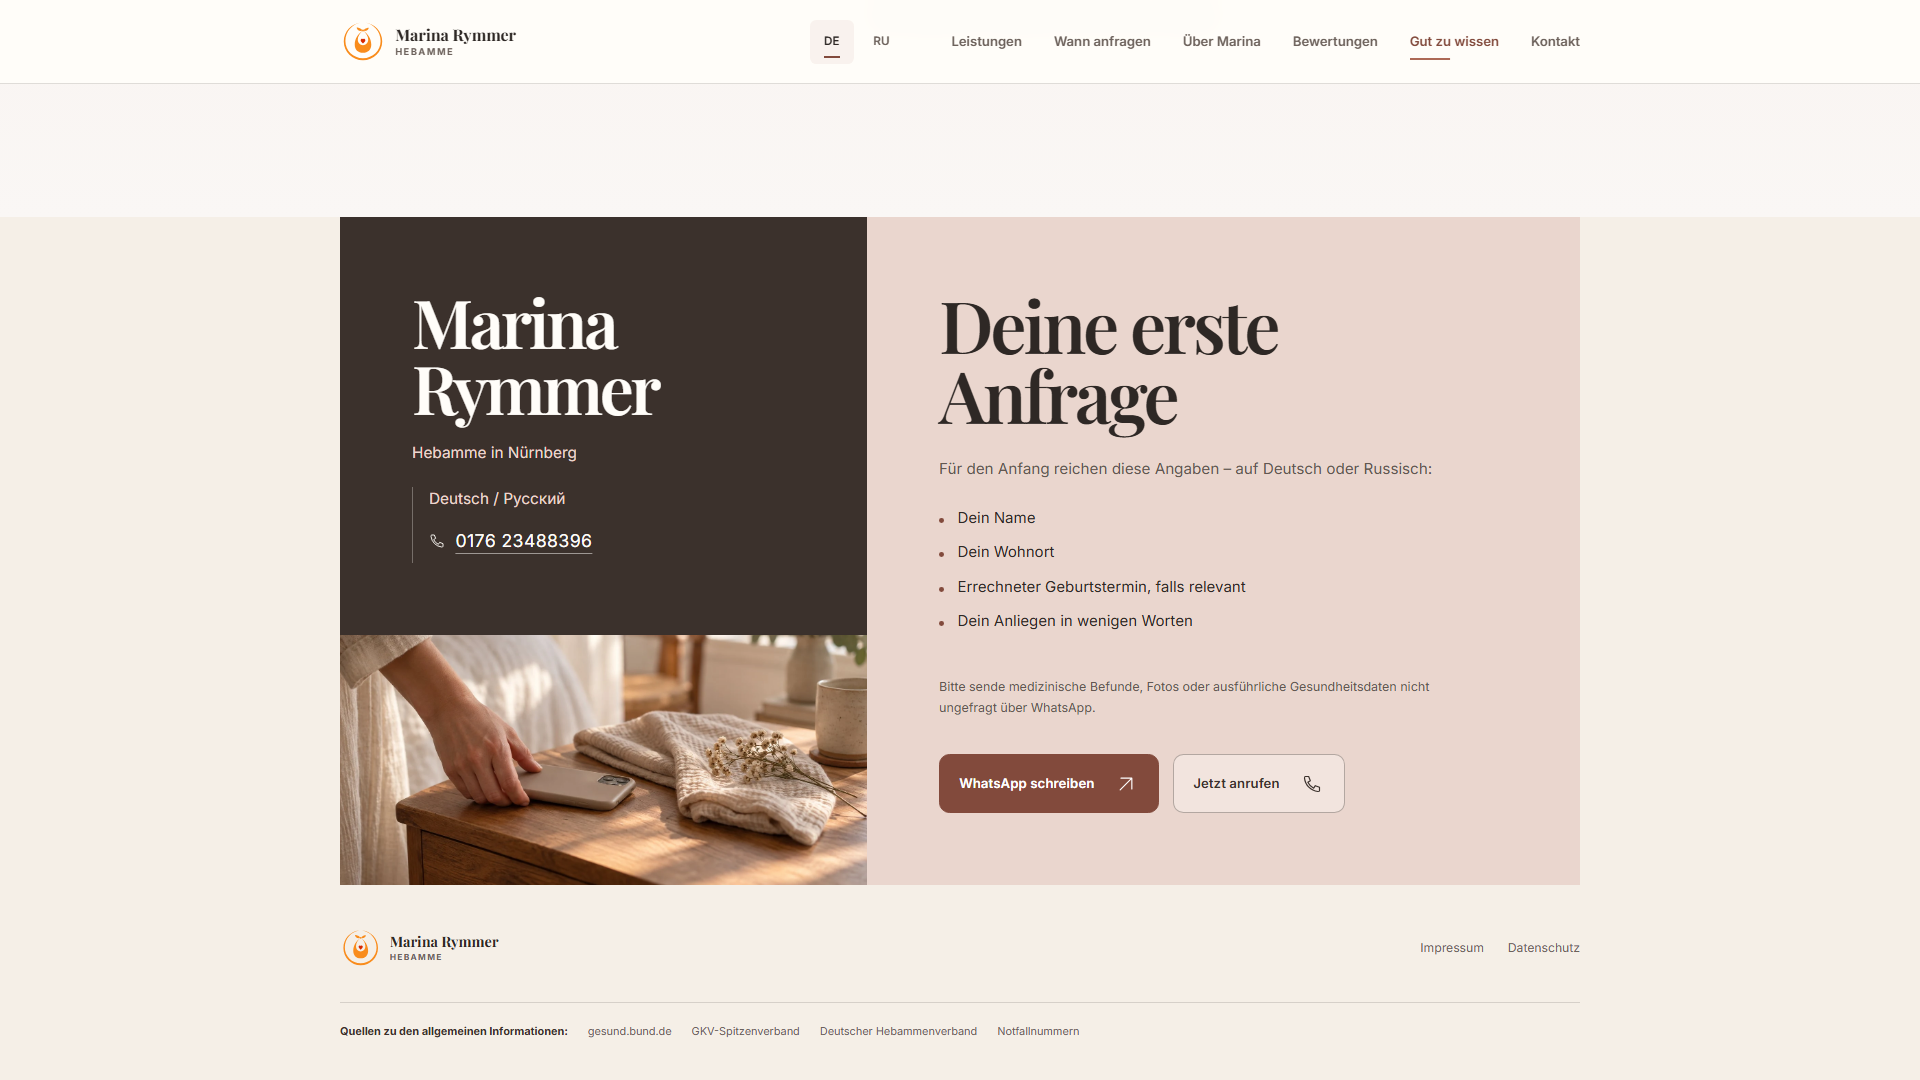 Marina Rymmer
HEBAMME
DE
RU
Leistungen
Wann anfragen
Über Marina
Bewertungen
Gut zu wissen
Kontakt
Marina
Rymmer
Hebamme in Nürnberg
Deutsch / Русский
0176 23488396
Deine erste
Anfrage
Für den Anfang reichen diese Angaben – auf Deutsch oder Russisch:
Dein Name
Dein Wohnort
Errechneter Geburtstermin, falls relevant
Dein Anliegen in wenigen Worten
Bitte sende medizinische Befunde, Fotos oder ausführliche Gesundheitsdaten nicht
ungefragt über WhatsApp.
WhatsApp schreiben
Jetzt anrufen
Marina Rymmer
HEBAMME
Impressum
Datenschutz
Quellen zu den allgemeinen Informationen:
gesund.bund.de
GKV-Spitzenverband
Deutscher Hebammenverband
Notfallnummern